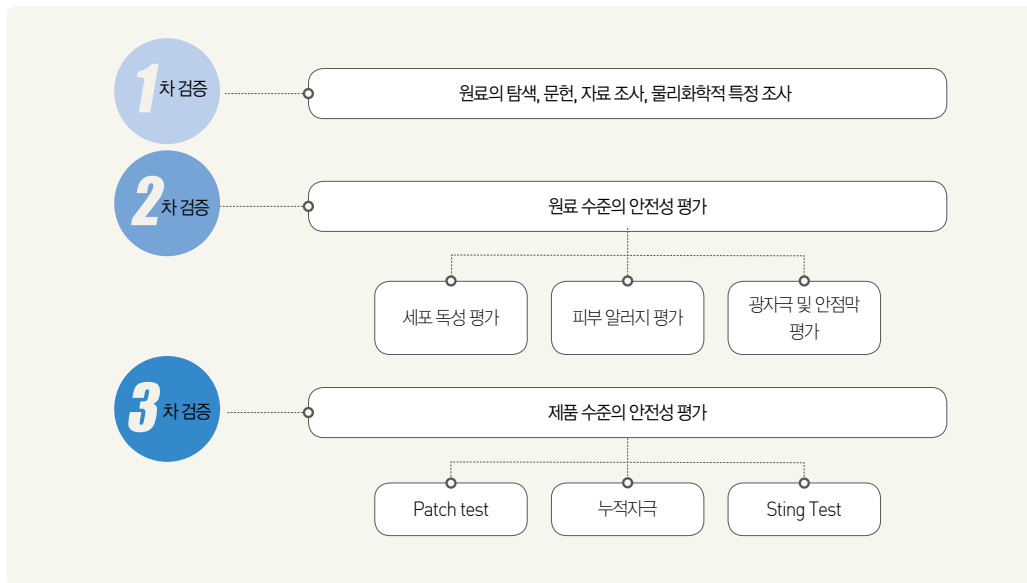 1차 검증
원료의 탐색, 문헌, 자료 조사, 물리화학적 특정 조사
2차 검증
원료 수준의 안전성 평가
세포 독성 평가
피부 알러지 평가
광자극 및 안점막
평가
3차 검증
제품 수준의 안전성 평가
Patch test
누적자극
Sting Test